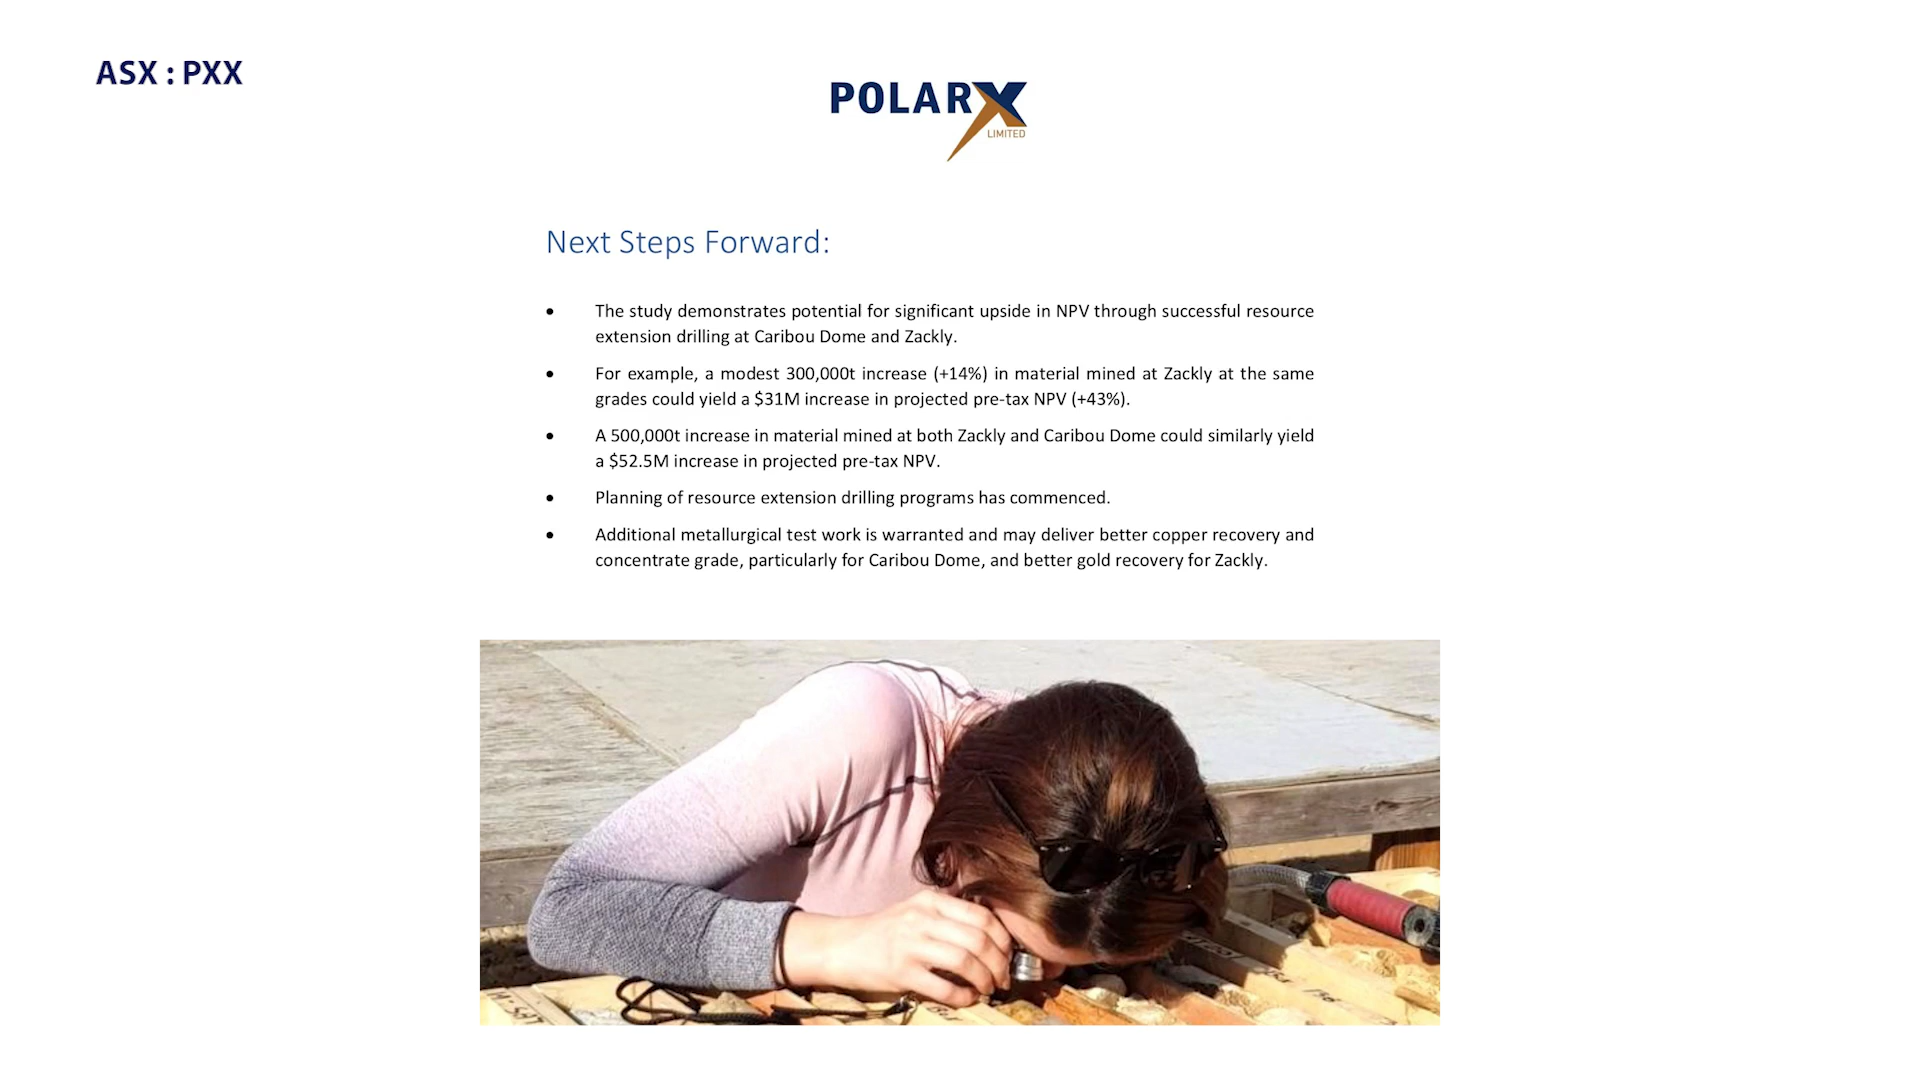 ASX : PXX
POLARX
LIMITED
Next Steps Forward:
• The study demonstrates potential for significant upside in NPV through successful resource
extension drilling at Caribou Dome and Zackly.
• For example, a modest 300,000t increase (+14%) in material mined at Zackly at the same
grades could yield a $31M increase in projected pre-tax NPV (+43%).
• A 500,000t increase in material mined at both Zackly and Caribou Dome could similarly yield
a $52.5M increase in projected pre-tax NPV.
• Planning of resource extension drilling programs has commenced.
• Additional metallurgical test work is warranted and may deliver better copper recovery and
concentrate grade, particularly for Caribou Dome, and better gold recovery for Zackly.